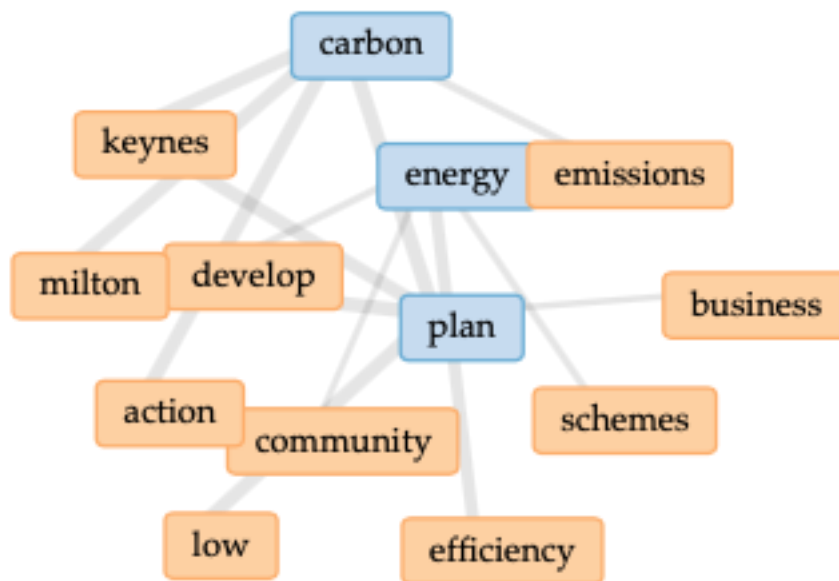 carbon
keynes
energy
emissions
milton
develop
plan
business
action
community
schemes
low
efficiency